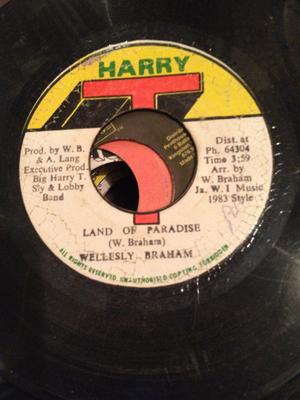 HARRY
T
Prod. by W. B.
& A. Lang
Executive Prod.
Big Harry T
Sly & Lobby
Band
Dist. at
Ph. 64304
Time 3:59
Arr. by
W. Braham
Ja. W. I Music
1983 Style
LAND OF PARADISE
(W. Braham)
WELLESLY BRAHAM
ALL RIGHTS RESERVED. UNAUTHORISED COPYING FORBIDDEN